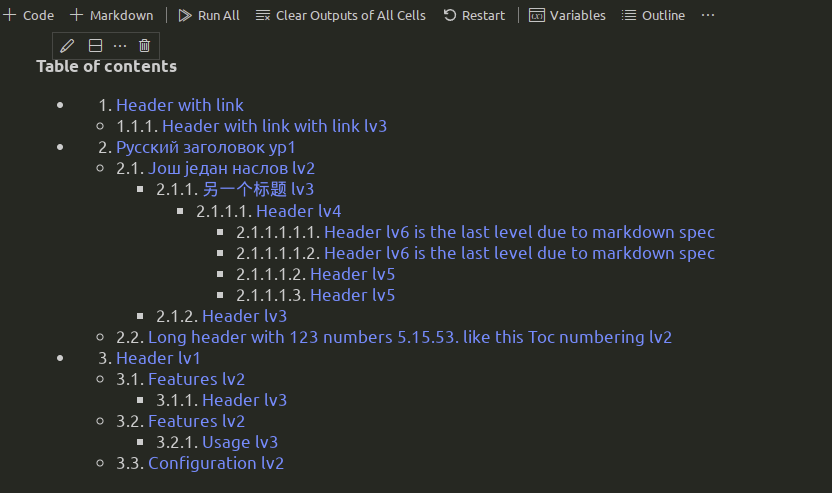 Code Markdown Run All Clear Outputs of All Cells Restart Variables Outline ...
Table of contents
1. Header with link
1.1.1. Header with link with link lv3
2. Русский заголовок ур1
2.1. Још један наслов lv2
2.1.1. 另一个标题 lv3
2.1.1.1. Header lv4
2.1.1.1.1.1. Header lv6 is the last level due to markdown spec
2.1.1.1.1.2. Header lv6 is the last level due to markdown spec
2.1.1.1.2. Header lv5
2.1.1.1.3. Header lv5
2.1.2. Header lv3
2.2. Long header with 123 numbers 5.15.53. like this Toc numbering lv2
3. Header lv1
3.1. Features lv2
3.1.1. Header lv3
3.2. Features lv2
3.2.1. Usage lv3
3.3. Configuration lv2